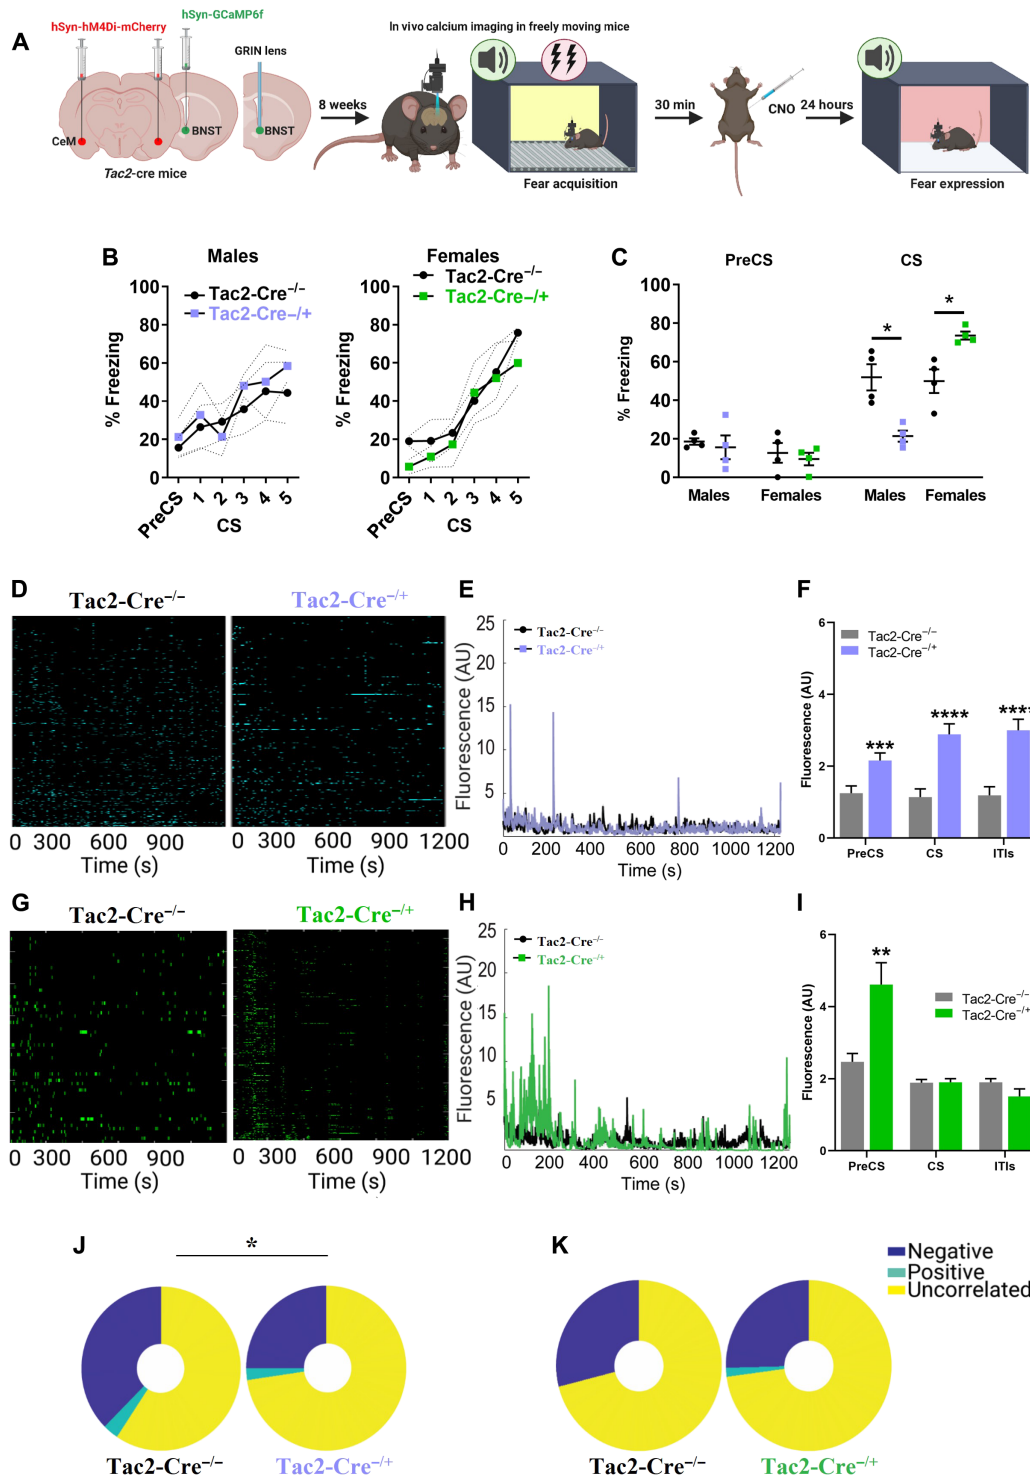 A
hSyn-hM4Di-mCherry
hSyn-GCaMP6f
GRIN lens
CeM
BNST
BNST
Tac2-cre mice
8 weeks
In vivo calcium imaging in freely moving mice
Fear acquisition
30 min
CNO
24 hours
Fear expression
B
Males
Females
Tac2-Cre−/−
Tac2-Cre−/+
Tac2-Cre−/−
Tac2-Cre−/+
% Freezing
100
80
60
40
20
0
PreCS 1 2 3 4 5
CS
% Freezing
100
80
60
40
20
0
PreCS 1 2 3 4 5
CS
C
PreCS
CS
% Freezing
100
80
60
40
20
0
*
*
Males Females Males Females
D
Tac2-Cre−/−
Tac2-Cre−/+
0 300 600 900
Time (s)
0 300 600 900 1200
Time (s)
E
Fluorescence (AU)
25
20
15
10
5
Tac2-Cre−/−
Tac2-Cre−/+
0 200 400 600 800 1000 1200
Time (s)
F
Fluorescence (AU)
6
4
2
0
Tac2-Cre−/−
Tac2-Cre−/+
***
****
****
PreCS CS ITIs
G
Tac2-Cre−/−
Tac2-Cre−/+
0 300 600 900
Time (s)
0 300 600 900 1200
Time (s)
H
Fluorescence (AU)
25
20
15
10
5
Tac2-Cre−/−
Tac2-Cre−/+
0 200 400 600 800 1000 1200
Time (s)
I
Fluorescence (AU)
6
4
2
0
**
Tac2-Cre−/−
Tac2-Cre−/+
PreCS CS ITIs
J
*
Tac2-Cre−/−
Tac2-Cre−/+
K
Negative
Positive
Uncorrelated
Tac2-Cre−/−
Tac2-Cre−/+